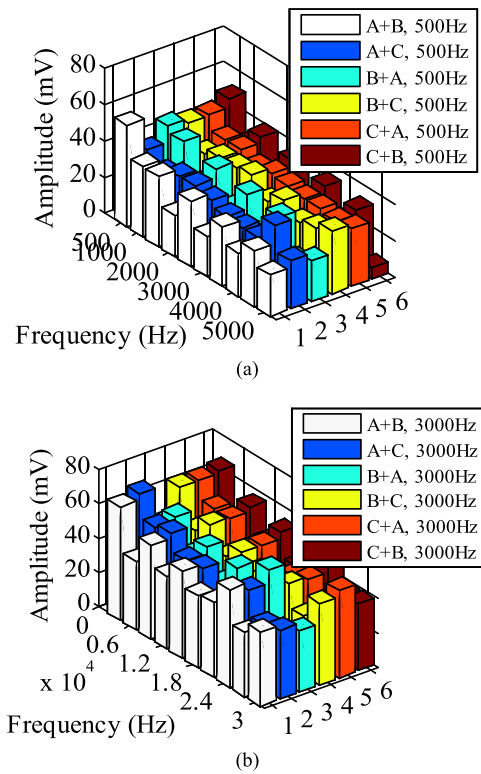 80
60
40
20
0
Amplitude (mV)
500
1000
2000
3000
4000
5000
Frequency (Hz)
1
2
3
4
5
6
A+B, 500Hz
A+C, 500Hz
B+A, 500Hz
B+C, 500Hz
C+A, 500Hz
C+B, 500Hz
(a)
80
60
40
20
0
Amplitude (mV)
0
0.6
1.2
1.8
2.4
3
x 10^4
Frequency (Hz)
1
2
3
4
5
6
A+B, 3000Hz
A+C, 3000Hz
B+A, 3000Hz
B+C, 3000Hz
C+A, 3000Hz
C+B, 3000Hz
(b)